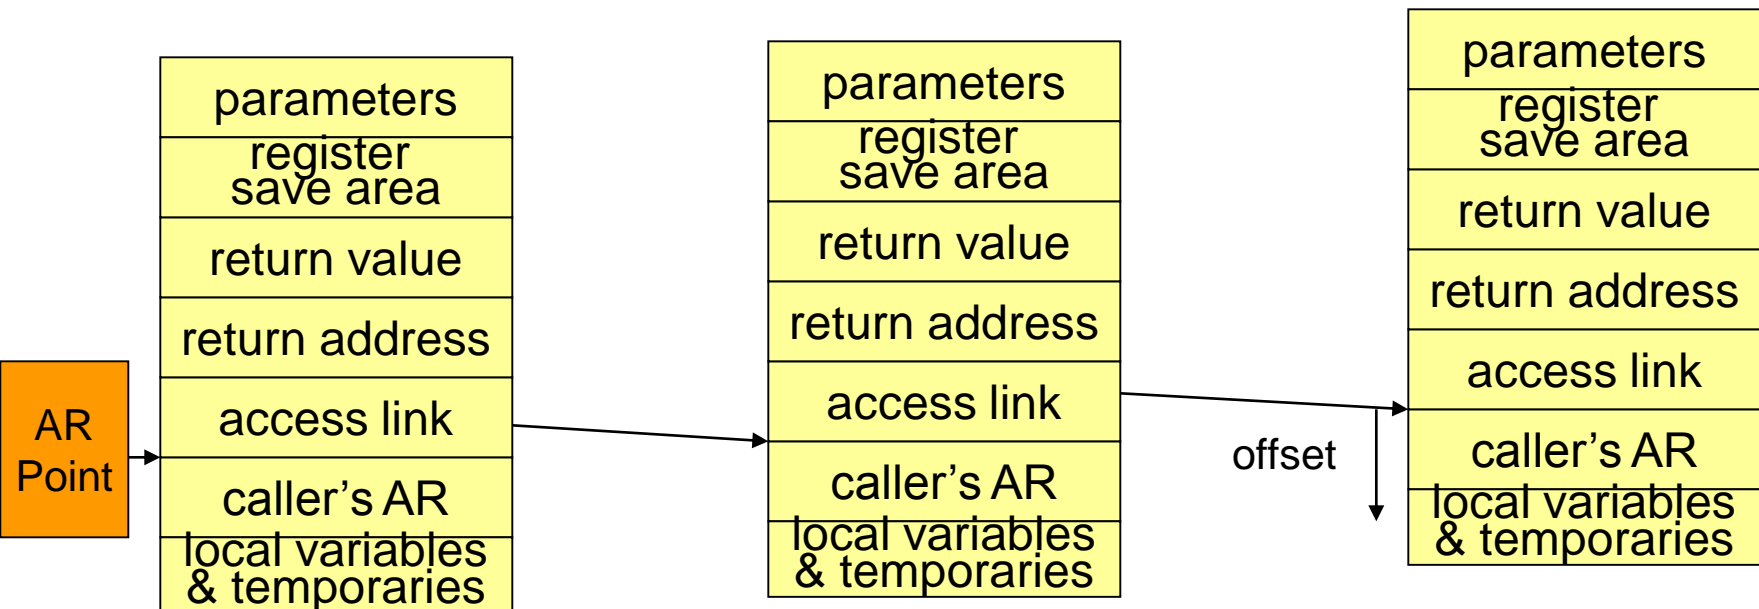 AR
Point
parameters
register
save area
return value
return address
access link
caller’s AR
local variables
& temporaries
parameters
register
save area
return value
return address
access link
caller’s AR
local variables
& temporaries
offset
parameters
register
save area
return value
return address
access link
caller’s AR
local variables
& temporaries